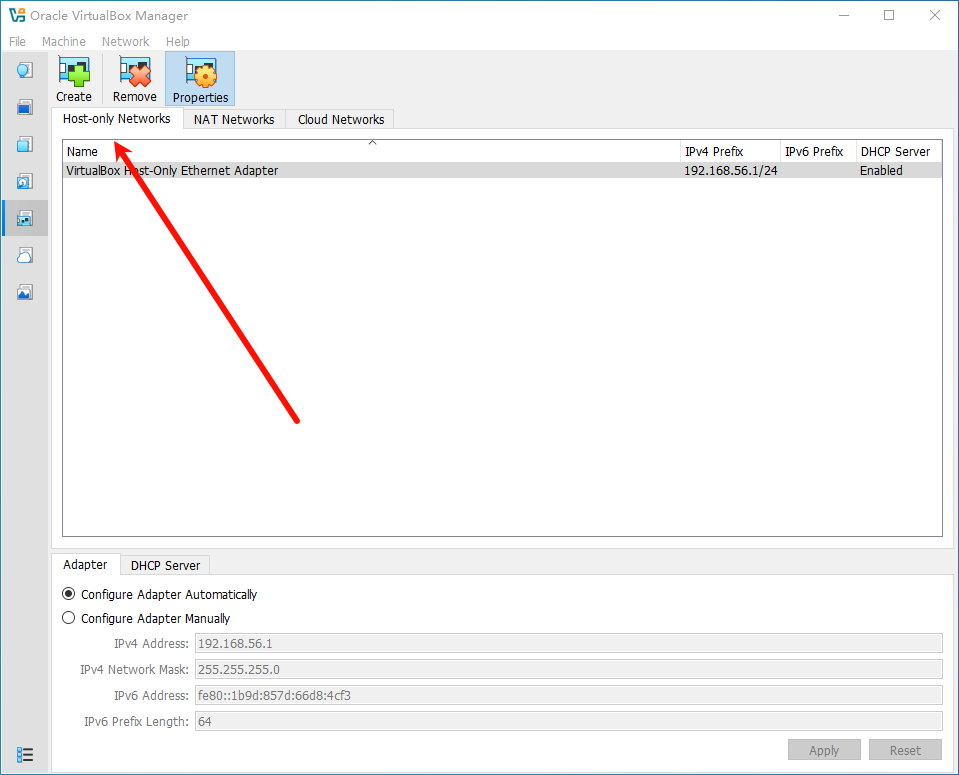 Oracle VirtualBox Manager
File Machine Network Help
Create Remove Properties
Host-only Networks NAT Networks Cloud Networks
Name IPv4 Prefix IPv6 Prefix DHCP Server
VirtualBox Host-Only Ethernet Adapter 192.168.56.1/24 Enabled
Adapter DHCP Server
Configure Adapter Automatically
Configure Adapter Manually
IPv4 Address: 192.168.56.1
IPv4 Network Mask: 255.255.255.0
IPv6 Address: fe80::1b9d:857d:66d8:4cf3
IPv6 Prefix Length: 64
Apply Reset